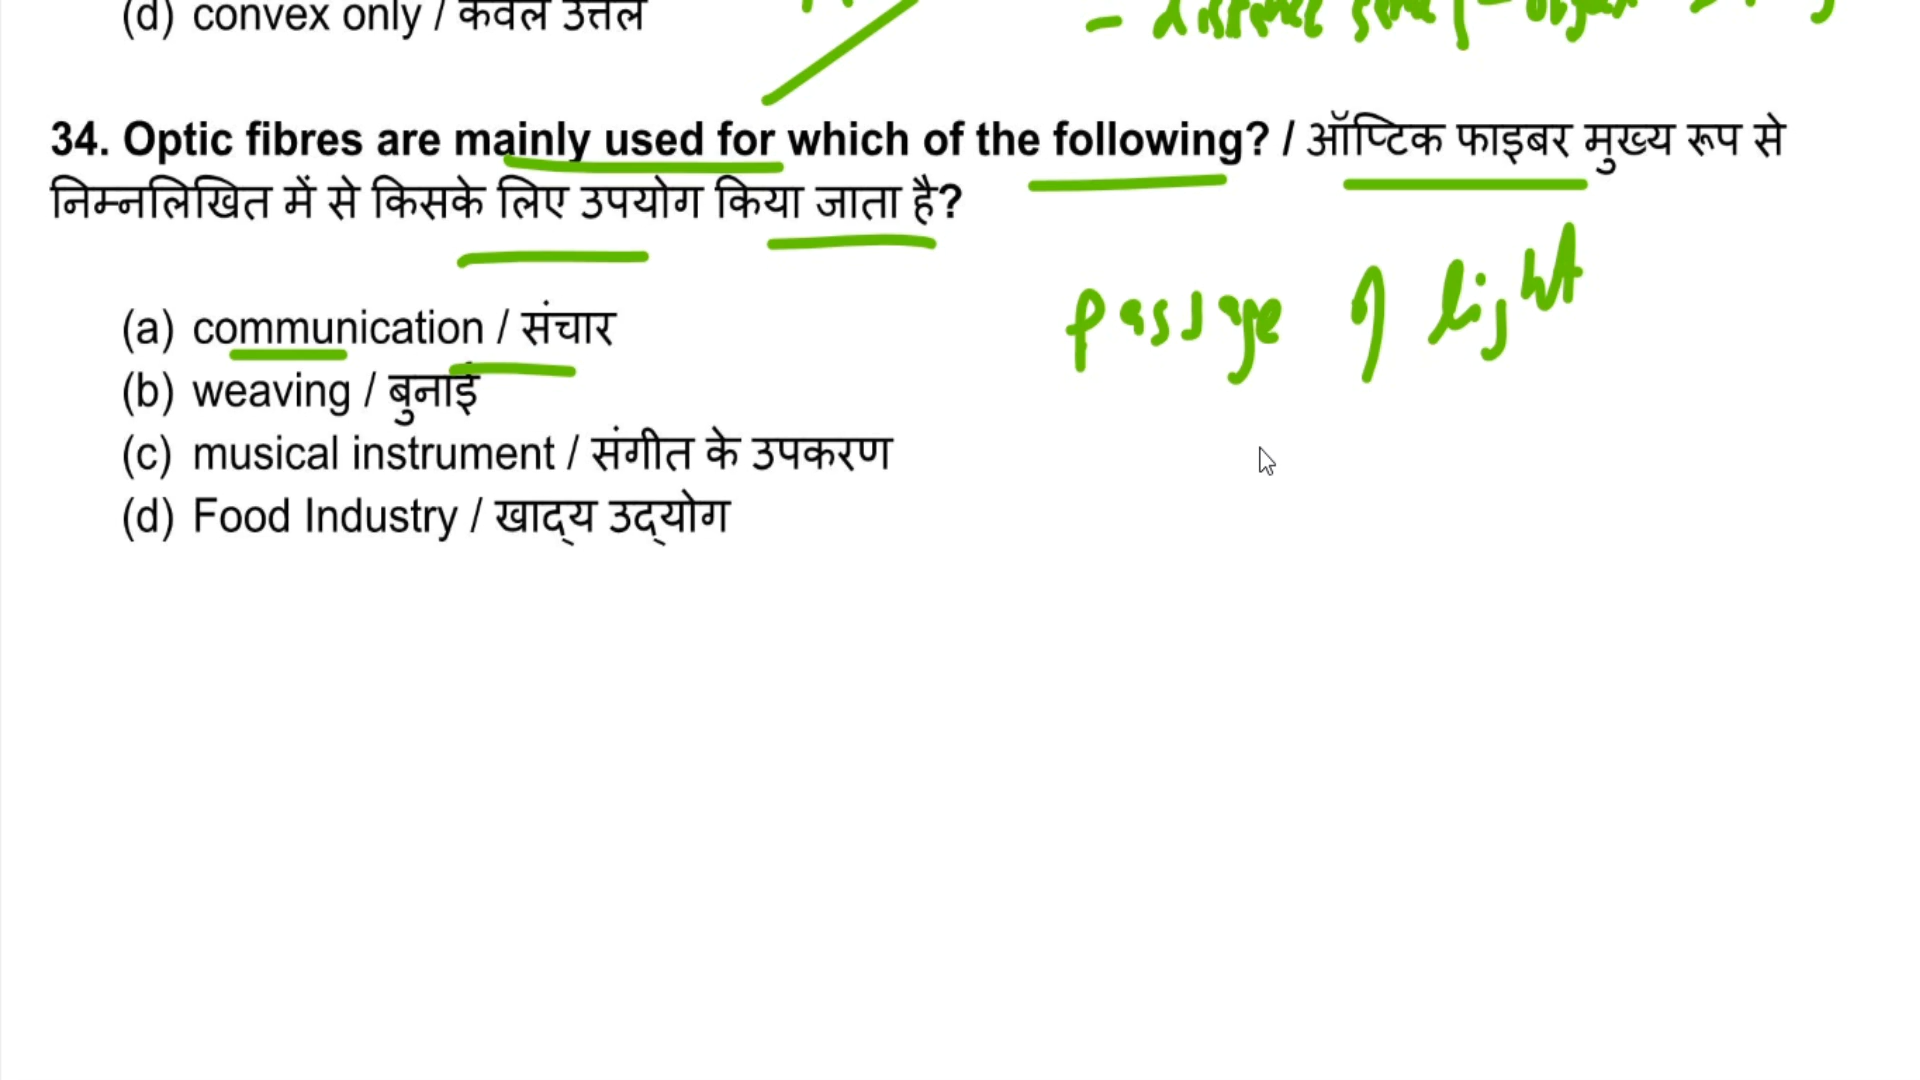 (d) convex only / केवल उत्तल
34. Optic fibres are mainly used for which of the following? / ऑप्टिक फाइबर मुख्य रूप से
निम्नलिखित में से किसके लिए उपयोग किया जाता है?
passage of light
(a) communication / संचार
(b) weaving / बुनाई
(c) musical instrument / संगीत के उपकरण
(d) Food Industry / खाद्य उद्योग